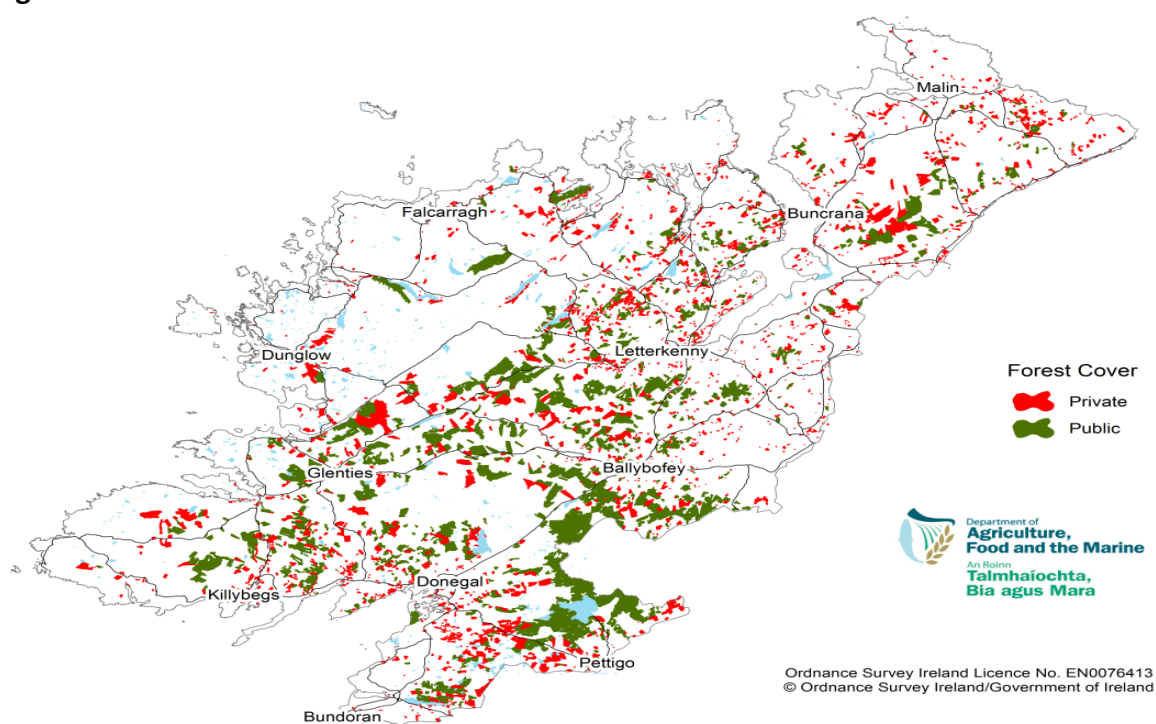 Malin
Falcarragh
Buncrana
Dunglow
Letterkenny
Forest Cover
Private
Public
Glenties
Ballybofey
Department of
Agriculture,
Food and the Marine
An Roinn
Talmhaíochta,
Bia agus Mara
Donegal
Killybegs
Pettigo
Bundoran
Ordnance Survey Ireland Licence No. EN0076413
© Ordnance Survey Ireland/Government of Ireland